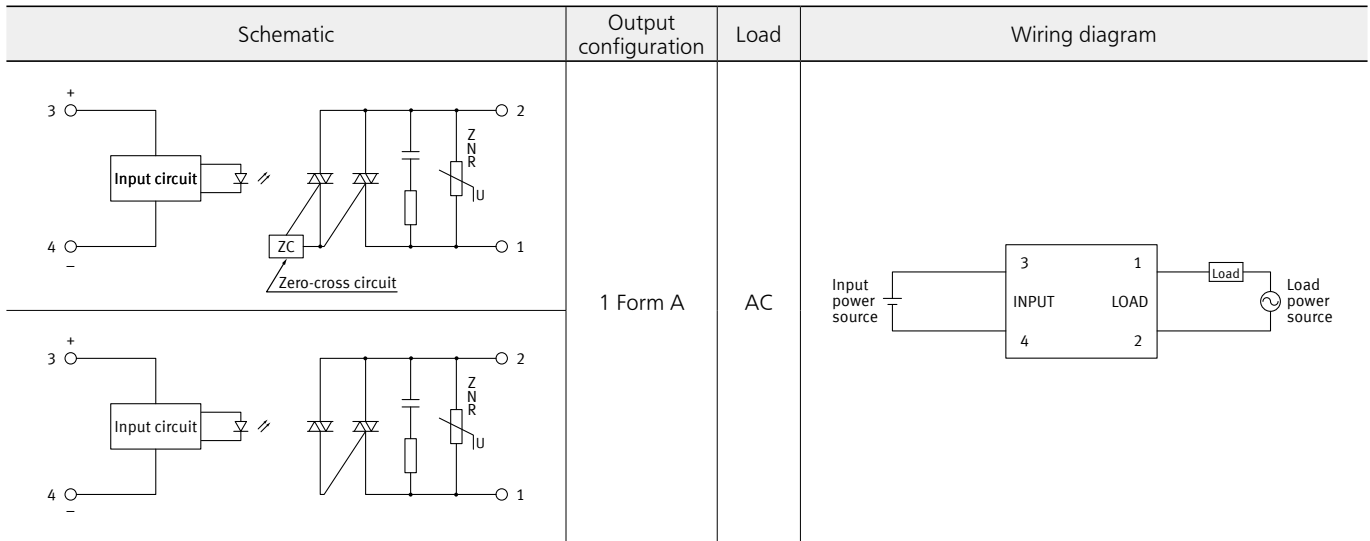 Schematic
Output
configuration
Load
Wiring diagram
+
3
2
Z
N
R
Input circuit
U
4
ZC
1
–
Zero-cross circuit
+
3
2
Z
N
R
Input circuit
U
4
1
–
1 Form A
AC
3
1
Load
Input
power
source
INPUT
LOAD
Load
power
source
4
2